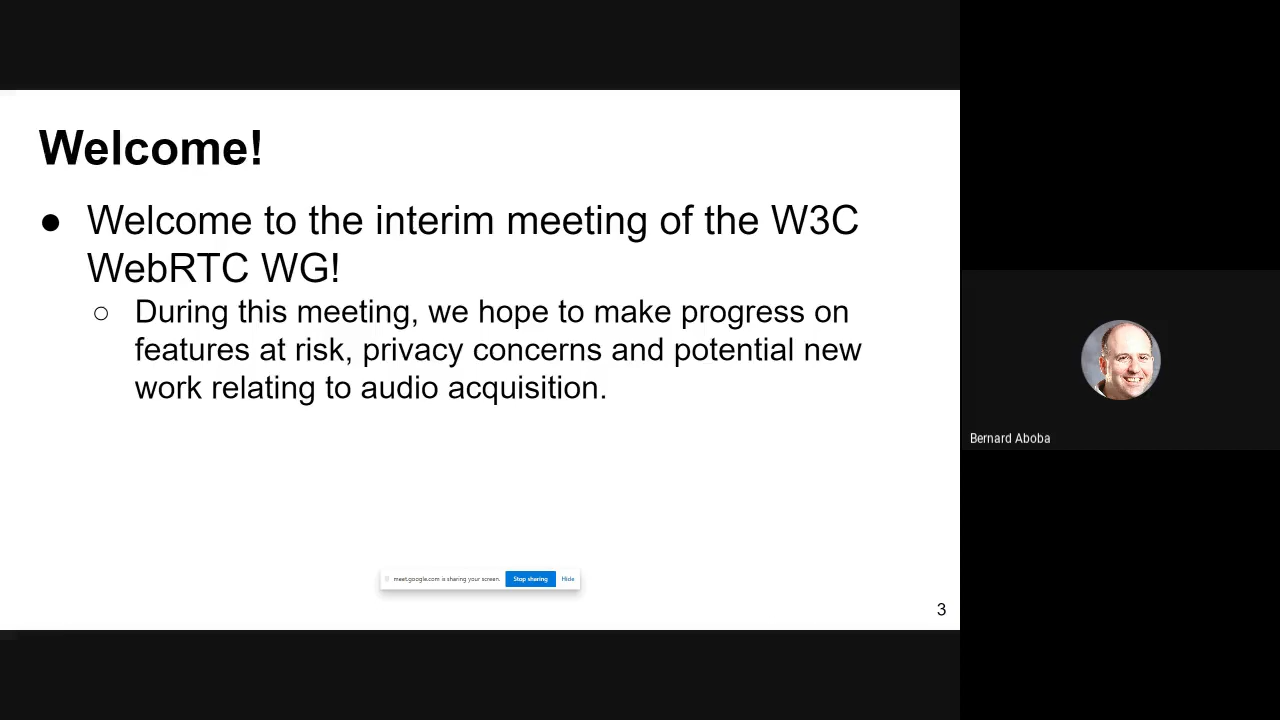 Welcome!
● Welcome to the interim meeting of the W3C
WebRTC WG!
○ During this meeting, we hope to make progress on
features at risk, privacy concerns and potential new
work relating to audio acquisition.
Bernard Aboba
meet.google.com is sharing your screen. Stop sharing Hide
3